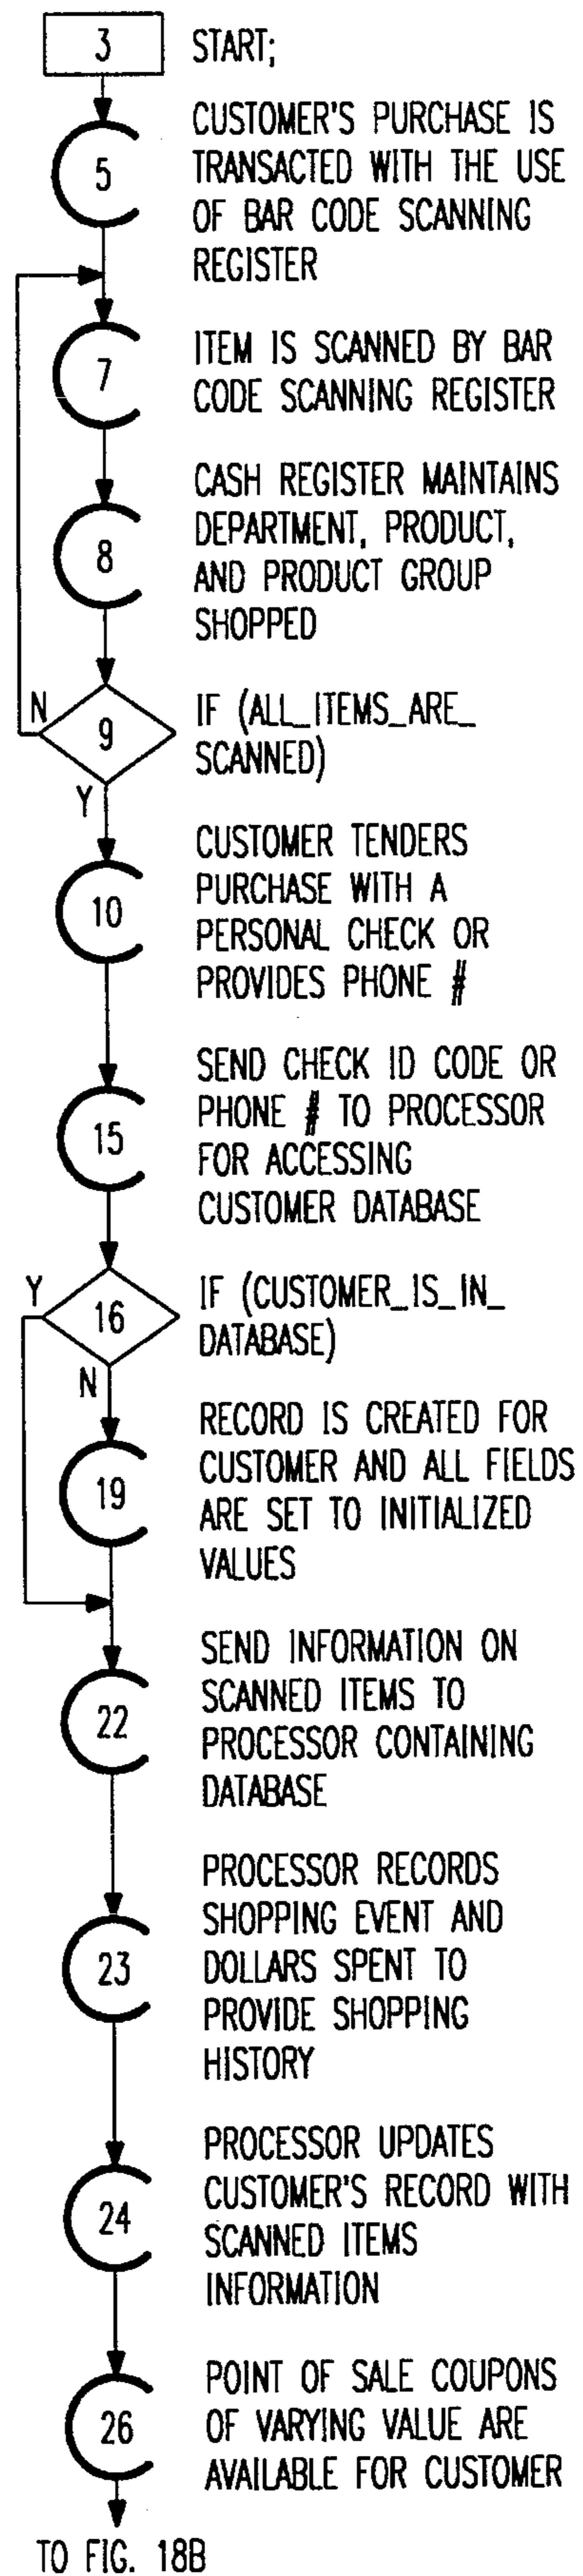 3 START;
CUSTOMER'S PURCHASE IS
TRANSACTED WITH THE USE
5
OF BAR CODE SCANNING
REGISTER
ITEM IS SCANNED BY BAR
7
CODE SCANNING REGISTER
CASH REGISTER MAINTAINS
DEPARTMENT, PRODUCT,
8
AND PRODUCT GROUP
SHOPPED
N
IF (ALL_ITEMS_ARE_
9
SCANNED)
Y
CUSTOMER TENDERS
PURCHASE WITH A
10
PERSONAL CHECK OR
PROVIDES PHONE #
SEND CHECK ID CODE OR
PHONE # TO PROCESSOR
15
FOR ACCESSING
CUSTOMER DATABASE
Y
IF (CUSTOMER_IS_IN_
16
DATABASE)
N
RECORD IS CREATED FOR
CUSTOMER AND ALL FIELDS
19
ARE SET TO INITIALIZED
VALUES
SEND INFORMATION ON
SCANNED ITEMS TO
22
PROCESSOR CONTAINING
DATABASE
PROCESSOR RECORDS
SHOPPING EVENT AND
23
DOLLARS SPENT TO
PROVIDE SHOPPING
HISTORY
PROCESSOR UPDATES
CUSTOMER'S RECORD WITH
24
SCANNED ITEMS
INFORMATION
POINT OF SALE COUPONS
26
OF VARYING VALUE ARE
AVAILABLE FOR CUSTOMER
TO FIG. 18B